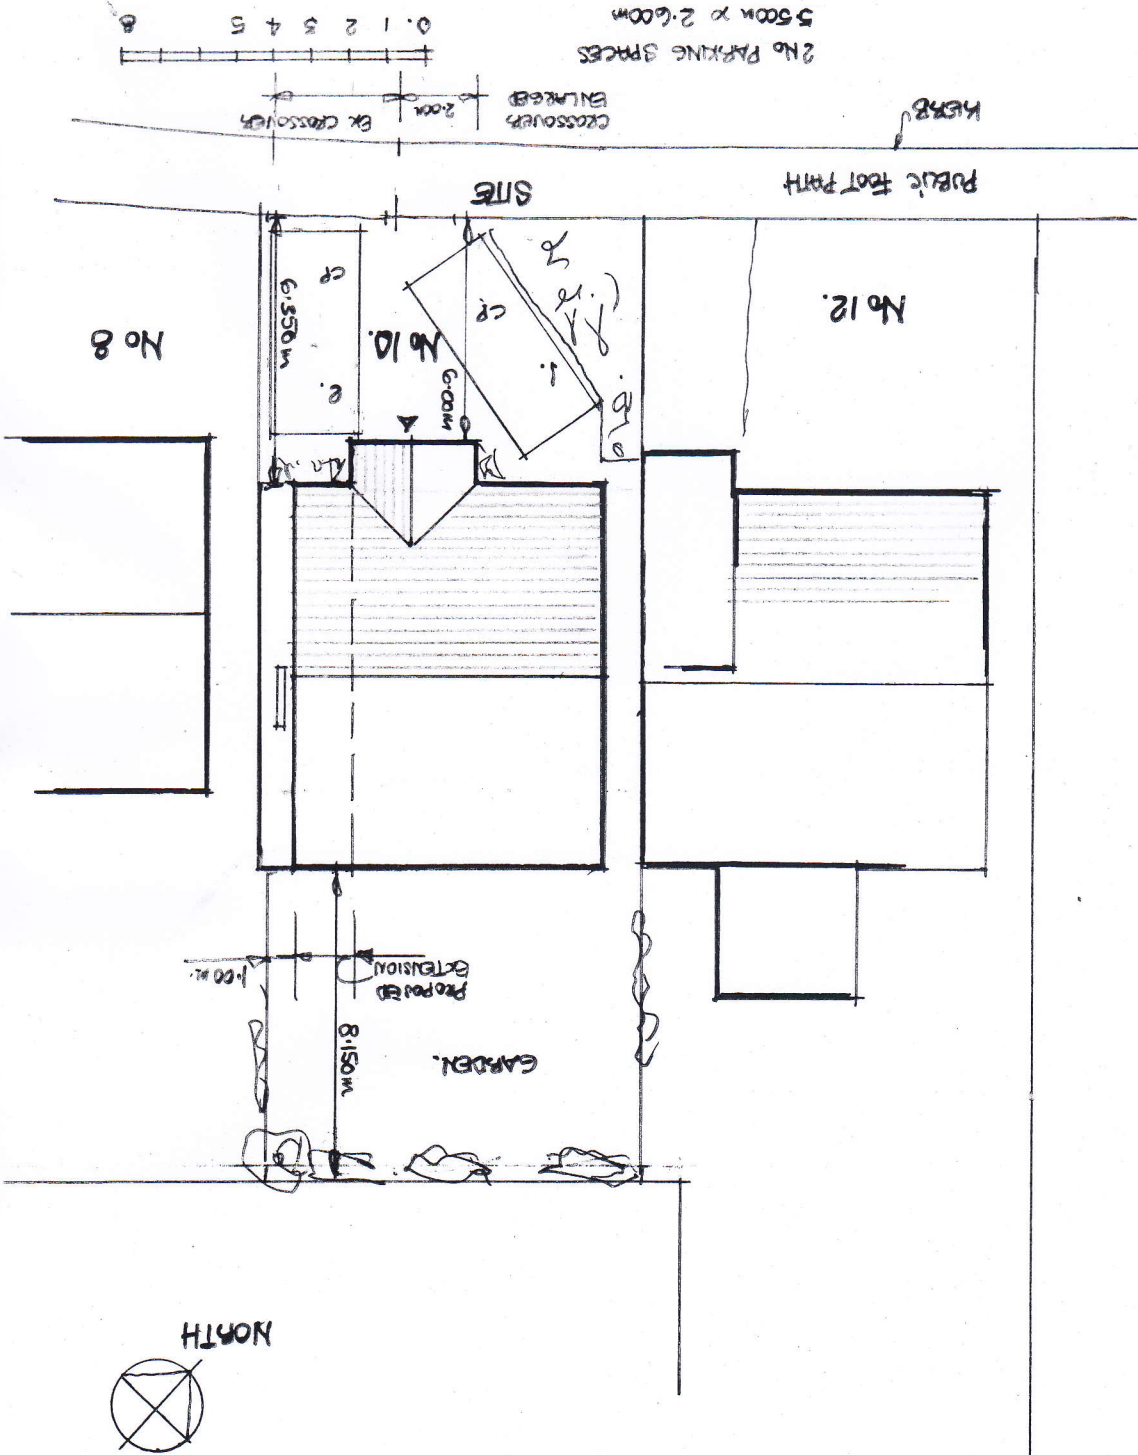 NORTH
GARDEN.
8.150m
PROPOSED
EXTENSION
1.00m.
6.00m
1.
2.
No 12.
No 10.
No 8
CP
CP
6.350m
SITE
PUBLIC FOOT PATH
KERB
CROSSOVER
ENLARGED
2.00m
EX CROSSOVER
2 No PARKING SPACES
5.500m x 2.600m
0. 1 2 3 4 5 8